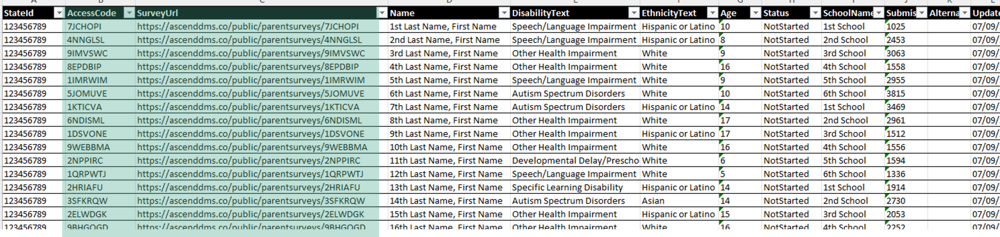 A B C D E F G H I J K L
StateId AccessCode SurveyUrl Name DisabilityText EthnicityText Age Status SchoolName Submis Alterna Update
123456789 7JCHOPI https://ascenddms.co/public/parentsurveys/7JCHOPI 1st Last Name, First Name Speech/Language Impairment Hispanic or Latino 10 NotStarted 1st School 1025 07/09/
123456789 4NNGLSL https://ascenddms.co/public/parentsurveys/4NNGLSL 2nd Last Name, First Name Speech/Language Impairment Hispanic or Latino 8 NotStarted 2nd School 2453 07/09/
123456789 9IMVSWC https://ascenddms.co/public/parentsurveys/9IMVSWC 3rd Last Name, First Name Other Health Impairment White 9 NotStarted 3rd School 3063 07/09/
123456789 8EPDBIP https://ascenddms.co/public/parentsurveys/8EPDBIP 4th Last Name, First Name Other Health Impairment White 16 NotStarted 4th School 1558 07/09/
123456789 1IMRWIM https://ascenddms.co/public/parentsurveys/1IMRWIM 5th Last Name, First Name Speech/Language Impairment White 9 NotStarted 5th School 2955 07/09/
123456789 5JOMUVE https://ascenddms.co/public/parentsurveys/5JOMUVE 6th Last Name, First Name Autism Spectrum Disorders White 10 NotStarted 6th School 3815 07/09/
123456789 1KTICVA https://ascenddms.co/public/parentsurveys/1KTICVA 7th Last Name, First Name Autism Spectrum Disorders Hispanic or Latino 14 NotStarted 1st School 3469 07/09/
123456789 6NDISML https://ascenddms.co/public/parentsurveys/6NDISML 8th Last Name, First Name Other Health Impairment White 17 NotStarted 2nd School 2961 07/09/
123456789 1DSVONE https://ascenddms.co/public/parentsurveys/1DSVONE 9th Last Name, First Name Other Health Impairment Hispanic or Latino 17 NotStarted 3rd School 1512 07/09/
123456789 9WEBBMA https://ascenddms.co/public/parentsurveys/9WEBBMA 10th Last Name, First Name Other Health Impairment White 16 NotStarted 4th School 1556 07/09/
123456789 2NPPIRC https://ascenddms.co/public/parentsurveys/2NPPIRC 11th Last Name, First Name Developmental Delay/Prescho White 6 NotStarted 5th School 1594 07/09/
123456789 1QRPWTJ https://ascenddms.co/public/parentsurveys/1QRPWTJ 12th Last Name, First Name Speech/Language Impairment White 5 NotStarted 6th School 1336 07/09/
123456789 2HRIAFU https://ascenddms.co/public/parentsurveys/2HRIAFU 13th Last Name, First Name Specific Learning Disability Hispanic or Latino 14 NotStarted 1st School 1914 07/09/
123456789 3SFKRQW https://ascenddms.co/public/parentsurveys/3SFKRQW 14th Last Name, First Name Autism Spectrum Disorders Asian 14 NotStarted 2nd School 2730 07/09/
123456789 2ELWDGK https://ascenddms.co/public/parentsurveys/2ELWDGK 15th Last Name, First Name Other Health Impairment Hispanic or Latino 15 NotStarted 3rd School 2053 07/09/
123456789 9BHGOGD https://ascenddms.co/public/parentsurveys/9BHGOGD 16th Last Name, First Name Other Health Impairment White 16 NotStarted 4th School 2252 07/09/